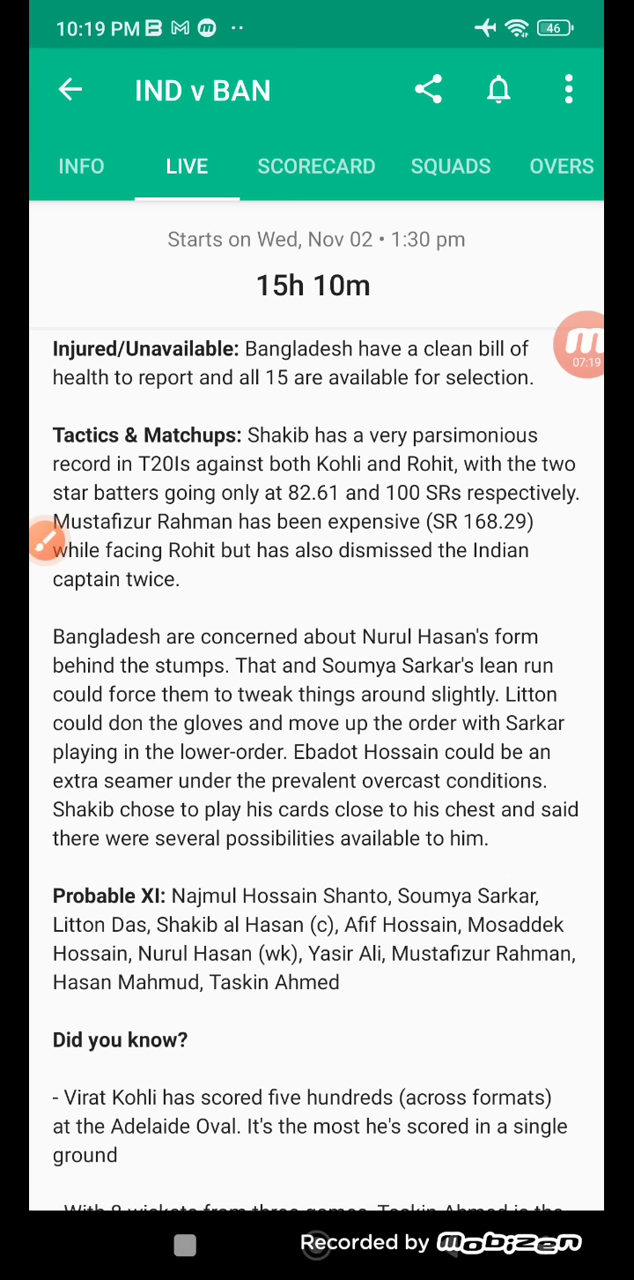 10:19 PM
46
IND v BAN
INFO LIVE SCORECARD SQUADS OVERS
Starts on Wed, Nov 02 • 1:30 pm
15h 10m
Injured/Unavailable: Bangladesh have a clean bill of
health to report and all 15 are available for selection.
07:19
Tactics & Matchups: Shakib has a very parsimonious
record in T20Is against both Kohli and Rohit, with the two
star batters going only at 82.61 and 100 SRs respectively.
Mustafizur Rahman has been expensive (SR 168.29)
while facing Rohit but has also dismissed the Indian
captain twice.
Bangladesh are concerned about Nurul Hasan's form
behind the stumps. That and Soumya Sarkar's lean run
could force them to tweak things around slightly. Litton
could don the gloves and move up the order with Sarkar
playing in the lower-order. Ebadot Hossain could be an
extra seamer under the prevalent overcast conditions.
Shakib chose to play his cards close to his chest and said
there were several possibilities available to him.
Probable XI: Najmul Hossain Shanto, Soumya Sarkar,
Litton Das, Shakib al Hasan (c), Afif Hossain, Mosaddek
Hossain, Nurul Hasan (wk), Yasir Ali, Mustafizur Rahman,
Hasan Mahmud, Taskin Ahmed
Did you know?
- Virat Kohli has scored five hundreds (across formats)
at the Adelaide Oval. It's the most he's scored in a single
ground
- With 8 wickets from three games, Taskin Ahmed is the
Recorded by mobizen